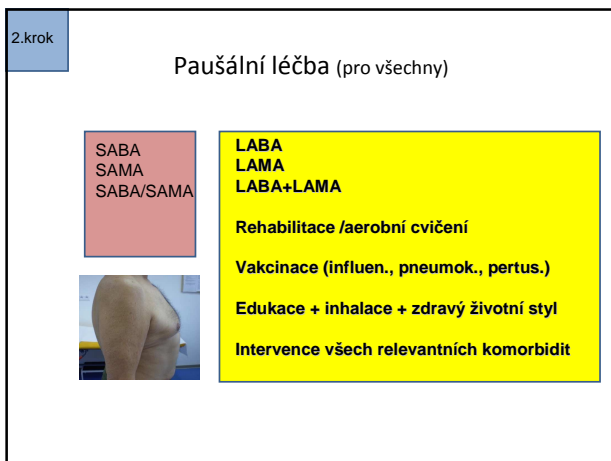 2.krok
Paušální léčba (pro všechny)
SABA
SAMA
SABA/SAMA
LABA
LAMA
LABA+LAMA
Rehabilitace /aerobní cvičení
Vakcinace (influen., pneumok., pertus.)
Edukace + inhalace + zdravý životní styl
Intervence všech relevantních komorbidit